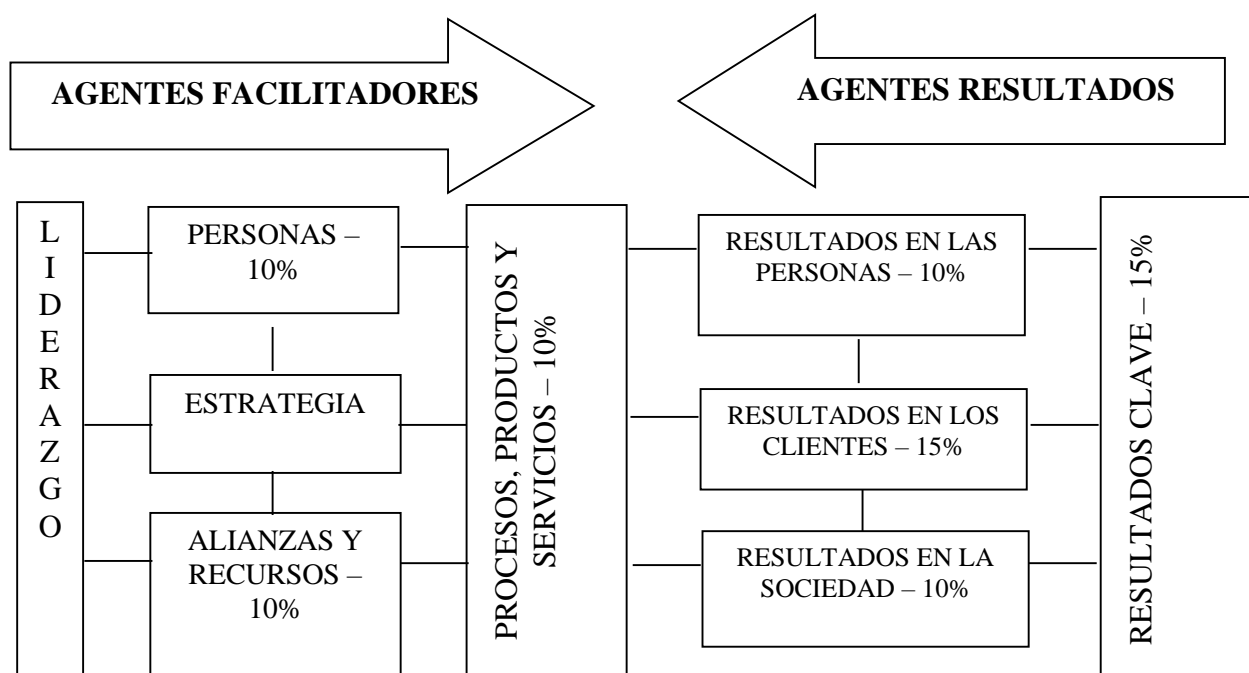 AGENTES FACILITADORES
AGENTES RESULTADOS
LIDERAZGO
PERSONAS –
10%
ESTRATEGIA
ALIANZAS Y
RECURSOS –
10%
PROCESOS, PRODUCTOS Y
SERVICIOS – 10%
RESULTADOS EN LAS
PERSONAS – 10%
RESULTADOS EN LOS
CLIENTES – 15%
RESULTADOS EN LA
SOCIEDAD – 10%
RESULTADOS CLAVE – 15%